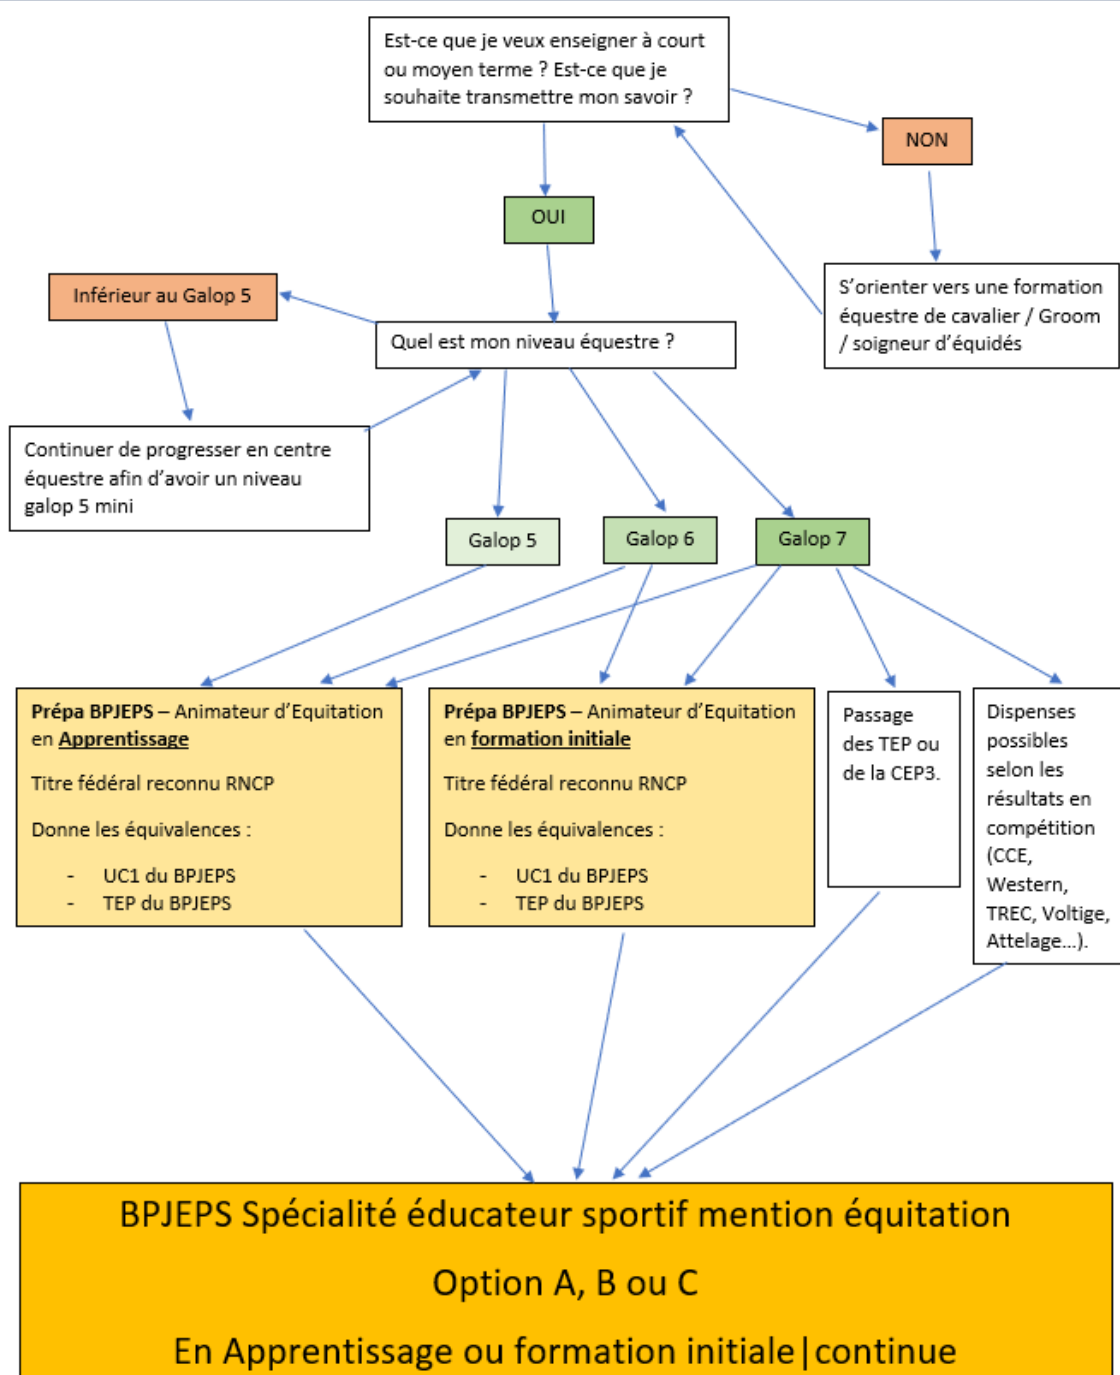 Est-ce que je veux enseigner à court
ou moyen terme ? Est-ce que je
souhaite transmettre mon savoir ?
NON
OUI
S’orienter vers une formation
équestre de cavalier / Groom
/ soigneur d’équidés
Inférieur au Galop 5
Quel est mon niveau équestre ?
Continuer de progresser en centre
équestre afin d’avoir un niveau
galop 5 mini
Galop 5
Galop 6
Galop 7
Prépa BPJEPS – Animateur d’Equitation
en Apprentissage
Titre fédéral reconnu RNCP
Donne les équivalences :
- UC1 du BPJEPS
- TEP du BPJEPS
Prépa BPJEPS – Animateur d’Equitation
en formation initiale
Titre fédéral reconnu RNCP
Donne les équivalences :
- UC1 du BPJEPS
- TEP du BPJEPS
Passage
des TEP ou
de la CEP3.
Dispenses
possibles
selon les
résultats en
compétition
(CCE,
Western,
TREC, Voltige,
Attelage…).
BPJEPS Spécialité éducateur sportif mention équitation
Option A, B ou C
En Apprentissage ou formation initiale|continue